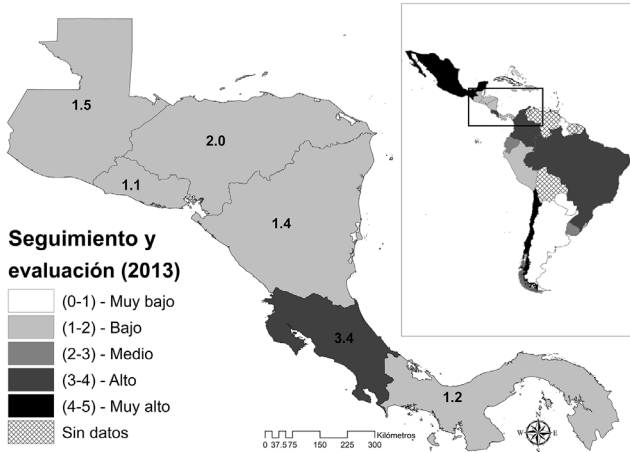 1.5
2.0
1.1
1.4
3.4
1.2
Seguimiento y
evaluación (2013)
(0-1) - Muy bajo
(1-2) - Bajo
(2-3) - Medio
(3-4) - Alto
(4-5) - Muy alto
Sin datos
Kilómetros
0 37.575 150 225 300
N
W E
S